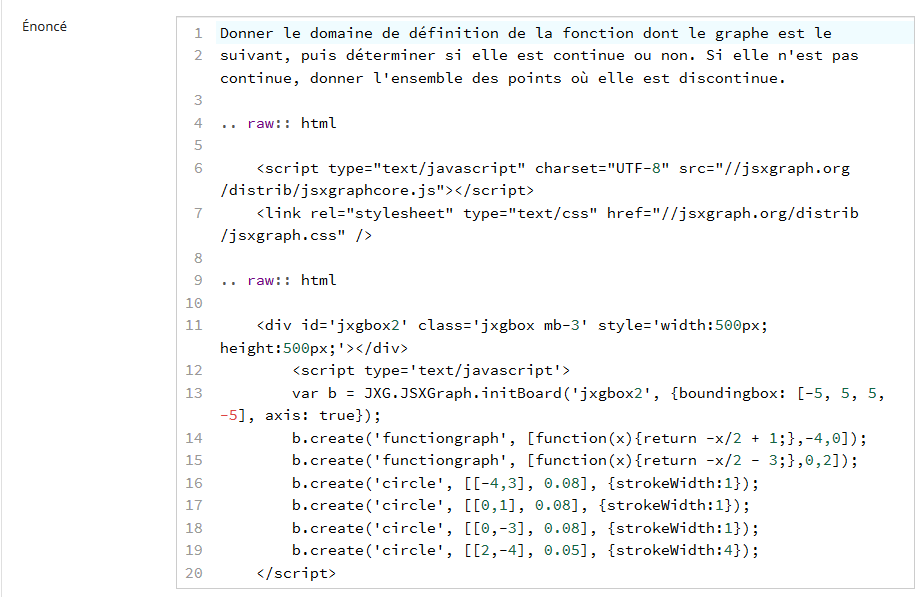 Énoncé
1 Donner le domaine de définition de la fonction dont le graphe est le
2 suivant, puis déterminer si elle est continue ou non. Si elle n'est pas
continue, donner l'ensemble des points où elle est discontinue.
3
4 .. raw:: html
5
6     <script type="text/javascript" charset="UTF-8" src="//jsxgraph.org
/distrib/jsxgraphcore.js"></script>
7     <link rel="stylesheet" type="text/css" href="//jsxgraph.org/distrib
/jsxgraph.css" />
8
9 .. raw:: html
10
11     <div id='jxgbox2' class='jxgbox mb-3' style='width:500px;
height:500px;'></div>
12         <script type='text/javascript'>
13         var b = JXG.JSXGraph.initBoard('jxgbox2', {boundingbox: [-5, 5, 5,
-5], axis: true});
14         b.create('functiongraph', [function(x){return -x/2 + 1;},-4,0]);
15         b.create('functiongraph', [function(x){return -x/2 - 3;},0,2]);
16         b.create('circle', [[-4,3], 0.08], {strokeWidth:1});
17         b.create('circle', [[0,1], 0.08], {strokeWidth:1});
18         b.create('circle', [[0,-3], 0.08], {strokeWidth:1});
19         b.create('circle', [[2,-4], 0.05], {strokeWidth:4});
20     </script>